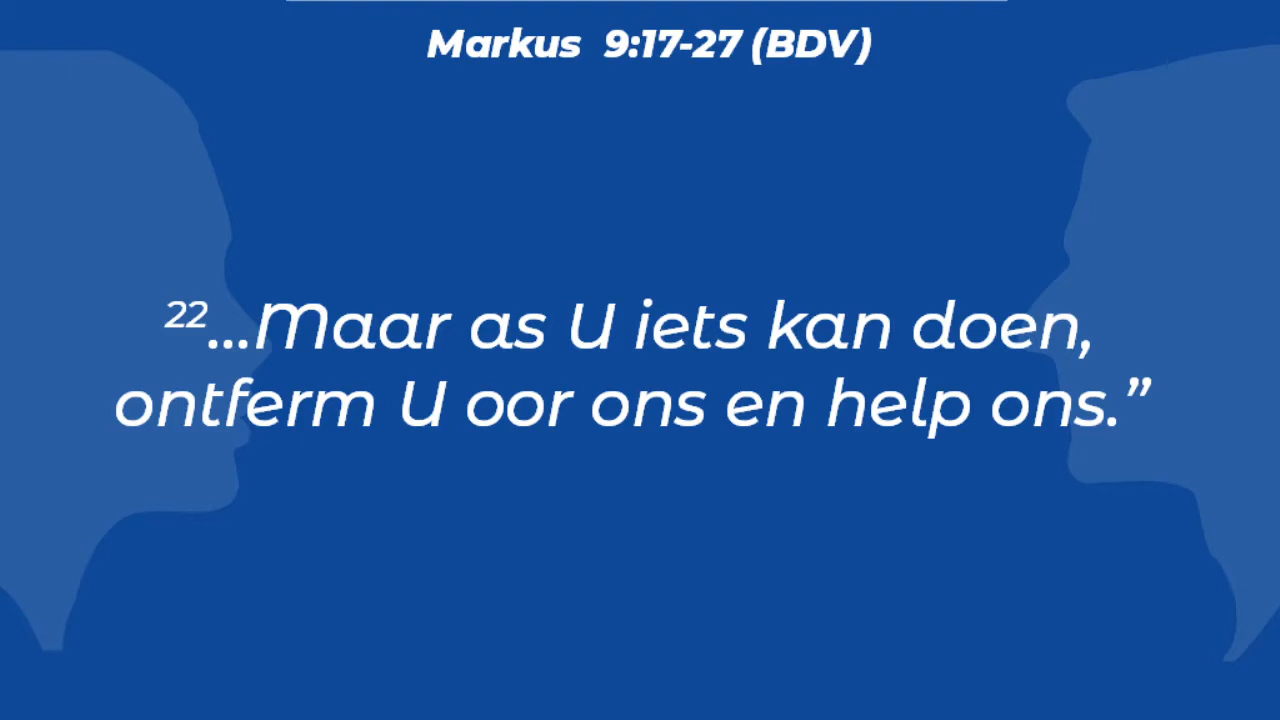 Markus 9:17-27 (BDV)
22...Maar as U iets kan doen,
ontferm U oor ons en help ons.”